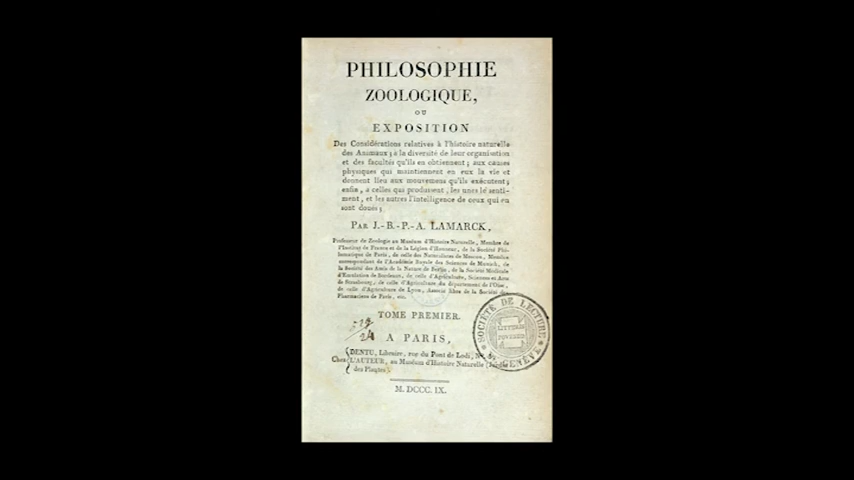 PHILOSOPHIE
ZOOLOGIQUE,
OU
EXPOSITION
Des Considérations relatives à l'histoire naturelle
des Animaux; à la diversité de leur organisation
et des facultés qu'ils en obtiennent; aux causes
physiques qui maintiennent en eux la vie et
donnent lieu aux mouvemens qu'ils exécutent;
enfin, à celles qui produisent, les unes le senti-
ment, et les autres l'intelligence de ceux qui en
sont doués;
PAR J.-B.-P.-A. LAMARCK,
Professeur de Zoologie au Muséum d'Histoire Naturelle, Membre de
l'Institut de France et de la Légion d'Honneur, de la Société Phi-
lomatique de Paris, de celle des Naturalistes de Moscou, Membre
correspondant de l'Académie Royale des Sciences de Munich, de
la Société des Amis de la Nature de Berlin, de la Société Médicale
d'Emulation de Bordeaux, de celle d'Agriculture, Sciences et Arts
de Strasbourg, de celle d'Agriculture du département de l'Oise,
de celle d'Agriculture de Lyon, Associé libre de la Société des
Pharmaciens de Paris, etc.
TOME PREMIER.
A PARIS,
Chez
DENTU, Libraire, rue du Pont de Lodi, N.º
L'AUTEUR, au Muséum d'Histoire Naturelle (Jardin
des Plantes).
M. DCCC. IX.
SOCIÉTÉ DE LECTURE
GENÈVE